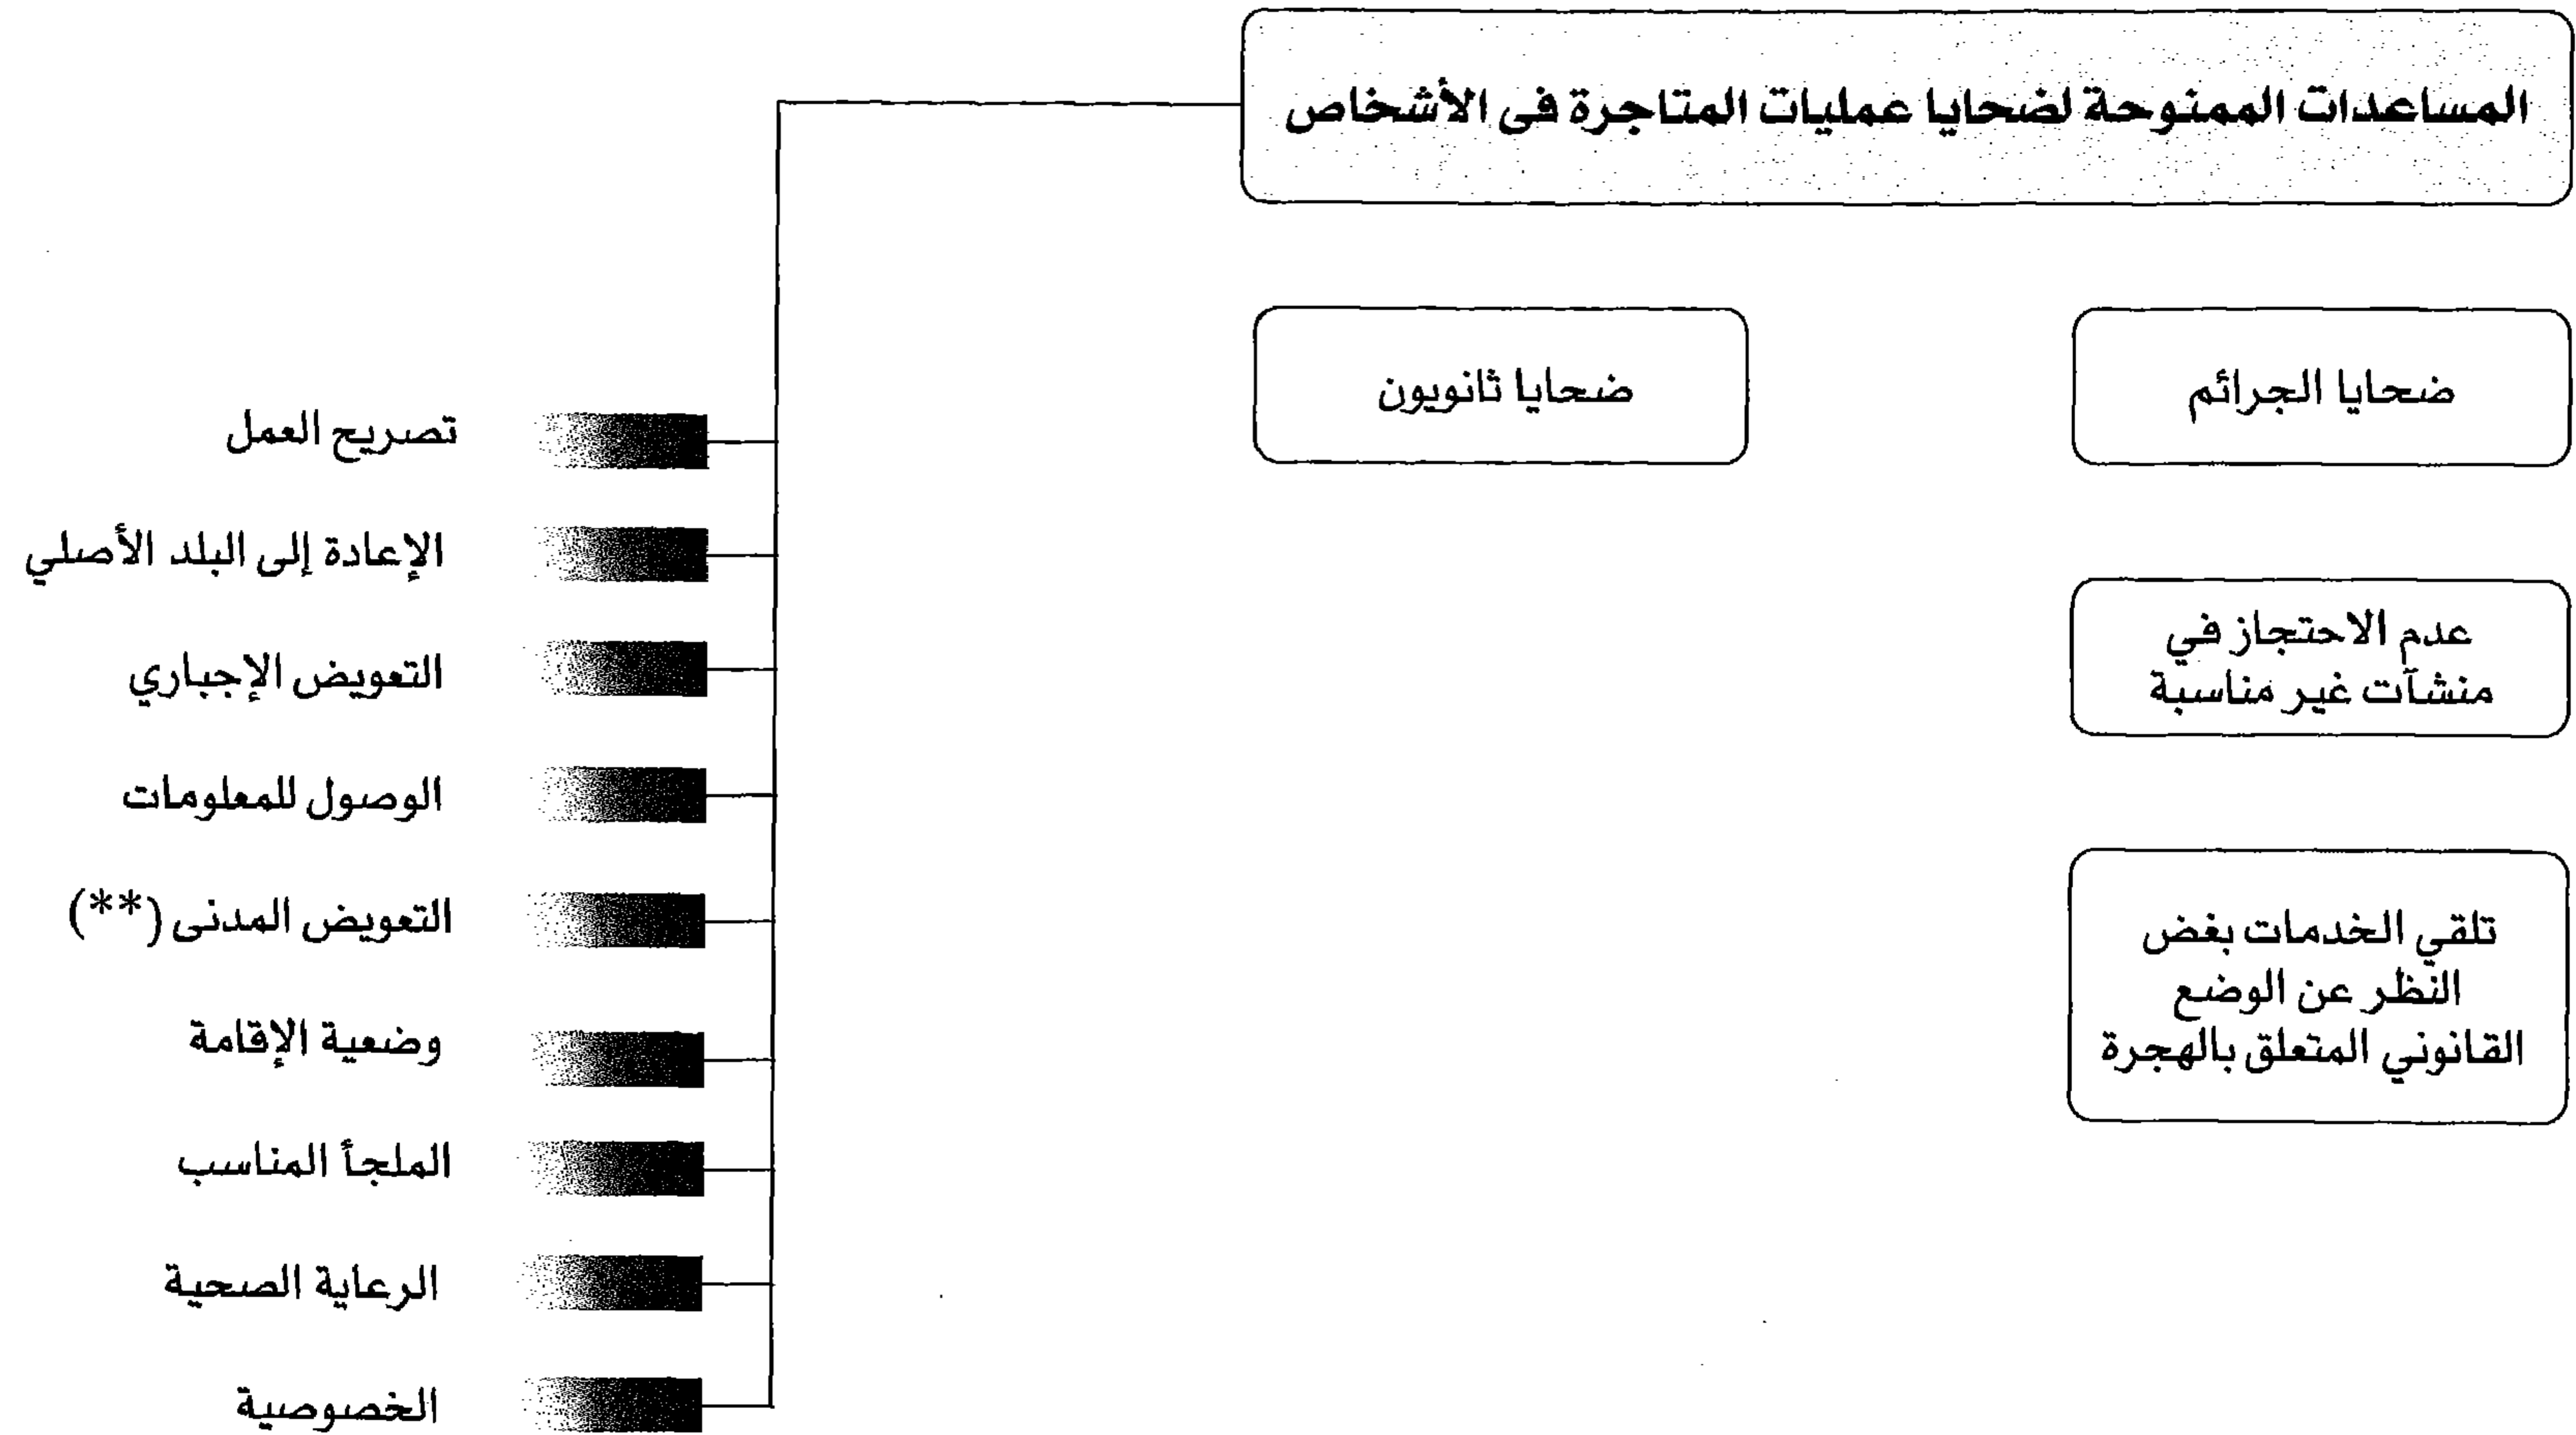 المساعدات الممنوحة لضحايا عمليات المتاجرة فى الأشخاص
ضحايا الجرائم
ضحايا ثانويون
عدم الاحتجاز في
منشآت غير مناسبة
تلقي الخدمات بغض
النظر عن الوضع
القانوني المتعلق بالهجرة
تصريح العمل
الإعادة إلى البلد الأصلي
التعويض الإجباري
الوصول للمعلومات
التعويض المدنى (**)
وضعية الإقامة
الملجأ المناسب
الرعاية الصحية
الخصوصية